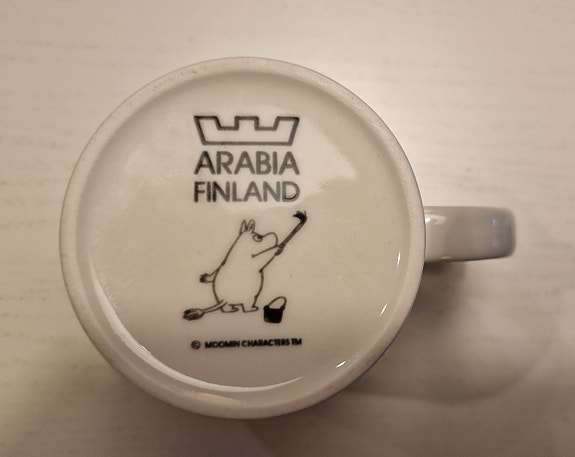 ARABIA
FINLAND
© MOOMIN CHARACTERS TM